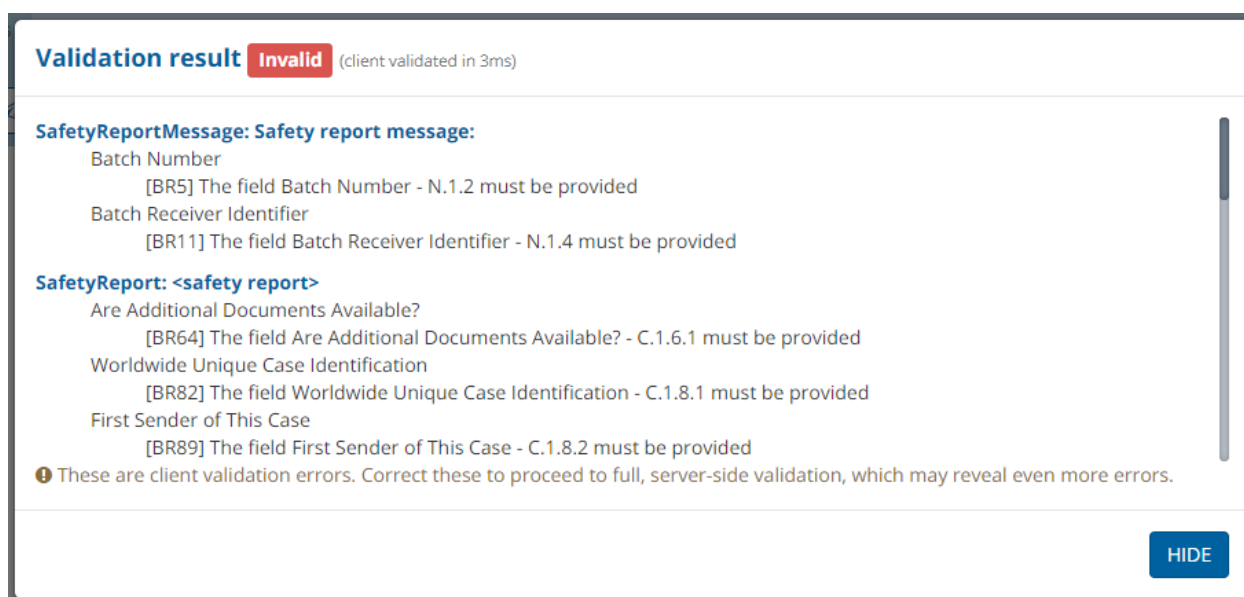 Validation result Invalid (client validated in 3ms)
SafetyReportMessage: Safety report message:
Batch Number
[BR5] The field Batch Number - N.1.2 must be provided
Batch Receiver Identifier
[BR11] The field Batch Receiver Identifier - N.1.4 must be provided
SafetyReport: <safety report>
Are Additional Documents Available?
[BR64] The field Are Additional Documents Available? - C.1.6.1 must be provided
Worldwide Unique Case Identification
[BR82] The field Worldwide Unique Case Identification - C.1.8.1 must be provided
First Sender of This Case
[BR89] The field First Sender of This Case - C.1.8.2 must be provided
These are client validation errors. Correct these to proceed to full, server-side validation, which may reveal even more errors.
HIDE